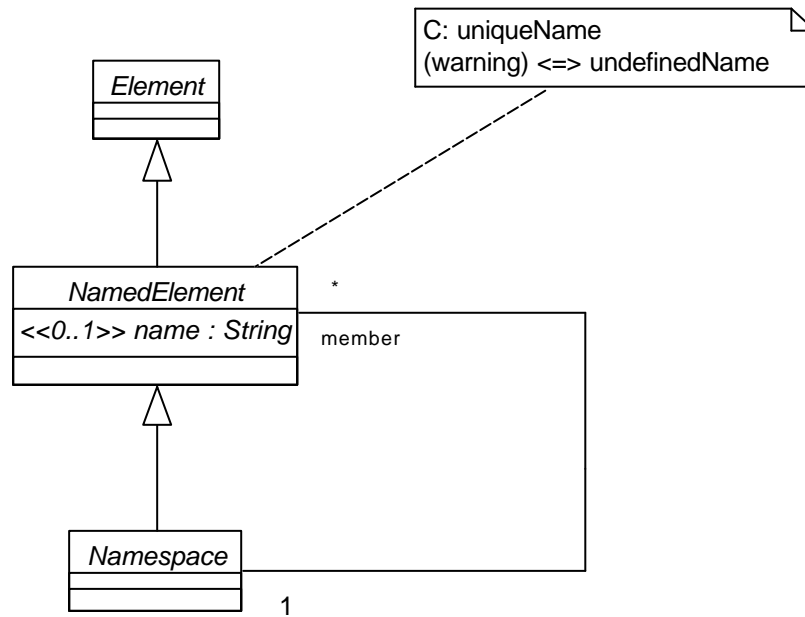 C: uniqueName
(warning) <=> undefinedName
Element
NamedElement
*
<<0..1>> name : String
member
Namespace
1